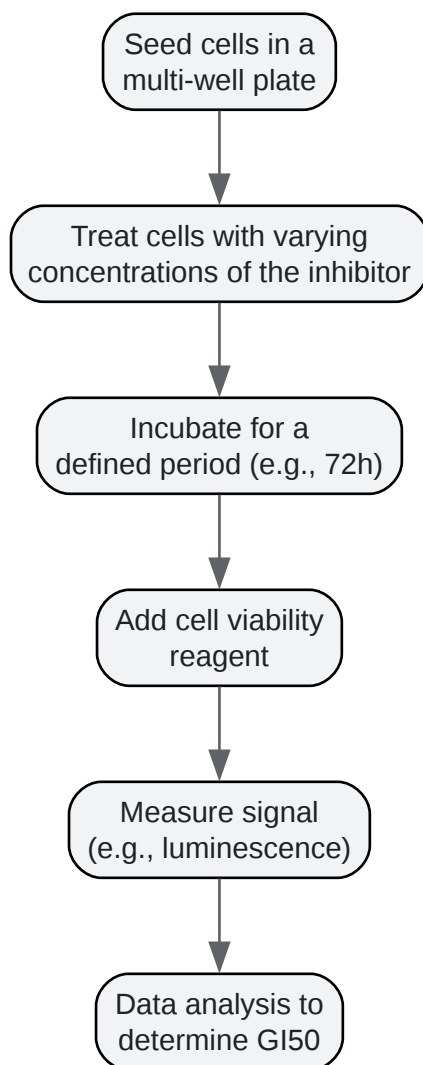 Seed cells in a
multi-well plate
Treat cells with varying
concentrations of the inhibitor
Incubate for a
defined period (e.g., 72h)
Add cell viability
reagent
Measure signal
(e.g., luminescence)
Data analysis to
determine GI50